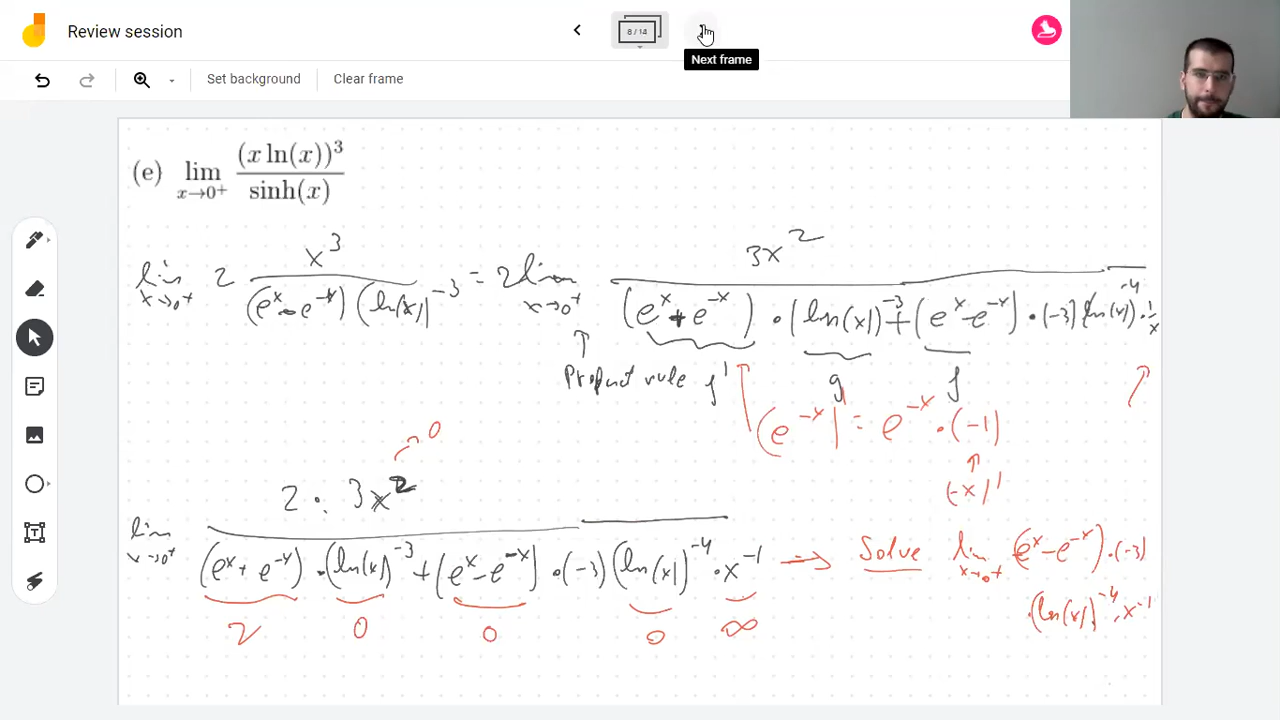 Review session
8 / 14
Next frame
Set background
Clear frame
(e) lim x→0⁺ (x ln(x))³ / sinh(x)
lim x→0⁺ 2 x³ / (eˣ - e⁻ˣ) (ln(x))⁻³ = 2 lim x→0⁺ 3x² / (eˣ + e⁻ˣ) · (ln(x))⁻³ + (eˣ - e⁻ˣ) · (-3) (ln(x))⁻⁴ · 1/x
↑ Product rule f' g f
(e⁻ˣ)' = e⁻ˣ · (-1)
↑
(-x)'
→ 0
lim x→0⁺ 2 · 3x² / (eˣ + e⁻ˣ) · (ln(x))⁻³ + (eˣ - e⁻ˣ) · (-3) (ln(x))⁻⁴ · x⁻¹ → Solve lim x→0⁺ (eˣ - e⁻ˣ) · (-3)
· (ln(x))⁻⁴ · x⁻¹
2 0 0 0 ∞